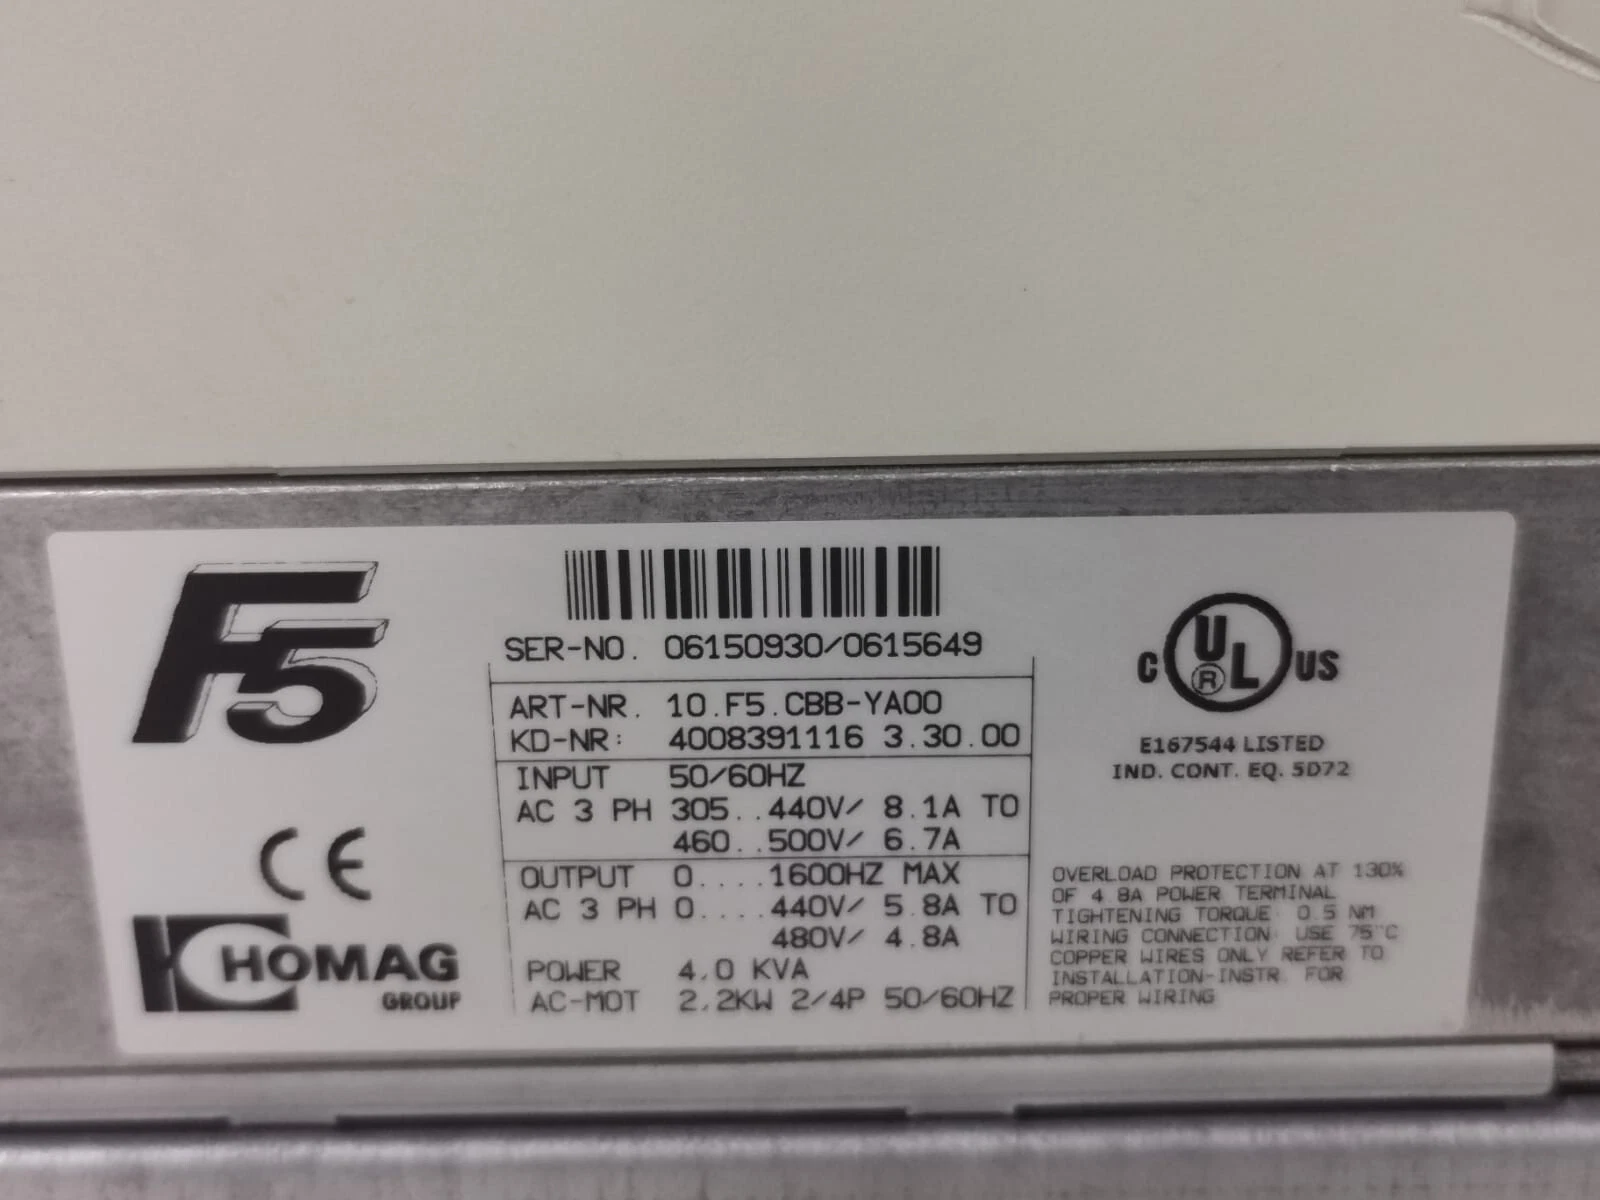 F5
SER-NO. 06150930/0615649
ART-NR. 10.F5.CBB-YA00
KD-NR: 4008391116 3.30.00
INPUT 50/60HZ
AC 3 PH 305..440V/ 8.1A TO
460..500V/ 6.7A
OUTPUT 0....1600HZ MAX
AC 3 PH 0....440V/ 5.8A TO
480V/ 4.8A
POWER 4.0 KVA
AC-MOT 2.2KW 2/4P 50/60HZ
CE
HOMAG
GROUP
C UL® US
E167544 LISTED
IND. CONT. EQ. 5D72
OVERLOAD PROTECTION AT 130%
OF 4.8A POWER TERMINAL
TIGHTENING TORQUE: 0.5 NM
WIRING CONNECTION: USE 75°C
COPPER WIRES ONLY REFER TO
INSTALLATION-INSTR. FOR
PROPER WIRING